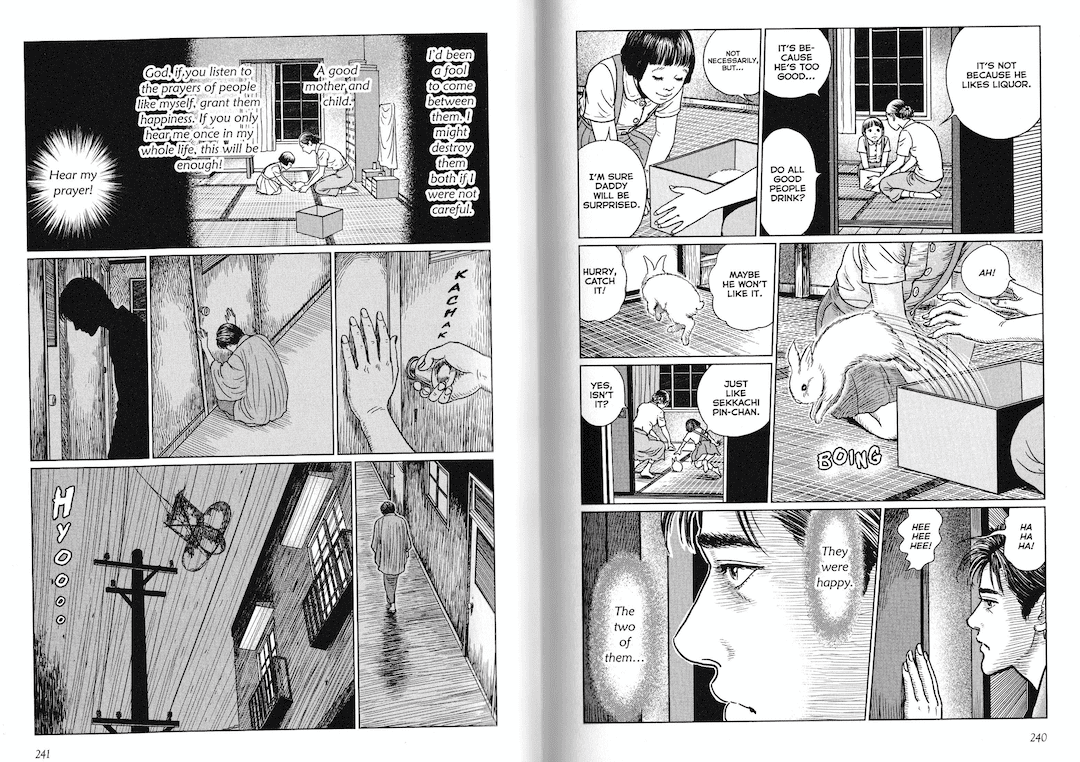 IT'S NOT
BECAUSE HE
LIKES LIQUOR.
IT'S BE-
CAUSE
HE'S TOO
GOOD...
DO ALL
GOOD
PEOPLE
DRINK?
NOT
NECESSARILY,
BUT...
I'M SURE
DADDY
WILL BE
SURPRISED.
AH!
BOING
MAYBE
HE WON'T
LIKE IT.
HURRY,
CATCH
IT!
JUST
LIKE
SEKKACHI
PIN-CHAN.
YES,
ISN'T
IT?
HA
HA
HA!
HEE
HEE
HEE!
They
were
happy.
The
two
of
them...
240
I'd been
a fool
to come
between
them. I
might
destroy
them
both if I
were not
careful.
A good
mother and
child.
God, if you listen to
the prayers of people
like myself, grant them
happiness. If you only
hear me once in my
whole life, this will be
enough!
Hear my
prayer!
KACHAK
HYOOOOO
241